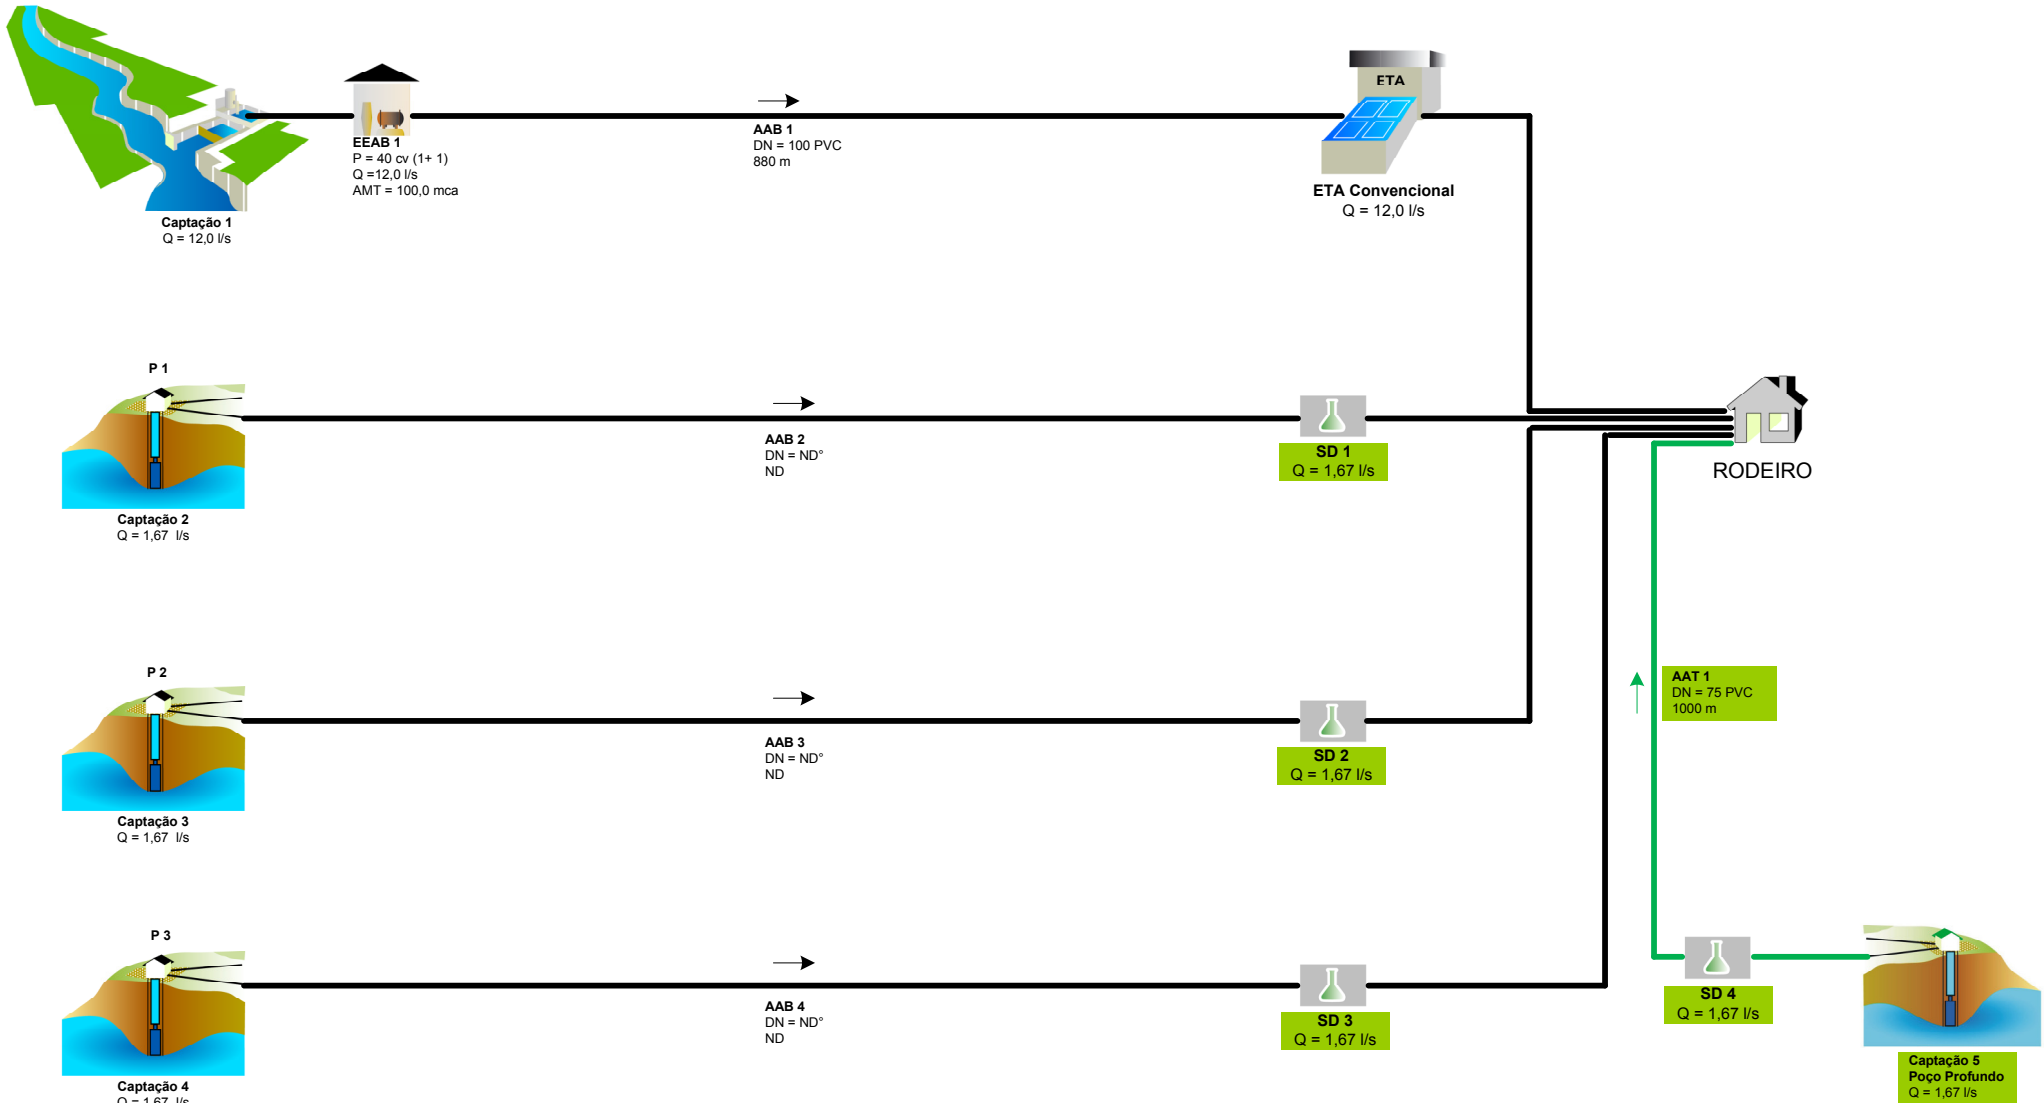 ETA
EEAB 1
P = 40 cv (1+ 1)
Q =12,0 l/s
AMT = 100,0 mca
AAB 1
DN = 100 PVC
880 m
ETA Convencional
Q = 12,0 l/s
Captação 1
Q = 12,0 l/s
P 1
AAB 2
DN = ND°
ND
SD 1
Q = 1,67 l/s
RODEIRO
Captação 2
Q = 1,67 l/s
P 2
AAB 3
DN = ND°
ND
SD 2
Q = 1,67 l/s
AAT 1
DN = 75 PVC
1000 m
Captação 3
Q = 1,67 l/s
P 3
AAB 4
DN = ND°
ND
SD 3
Q = 1,67 l/s
SD 4
Q = 1,67 l/s
Captação 5
Poço Profundo
Q = 1,67 l/s
Captação 4
Q = 1,67 l/s